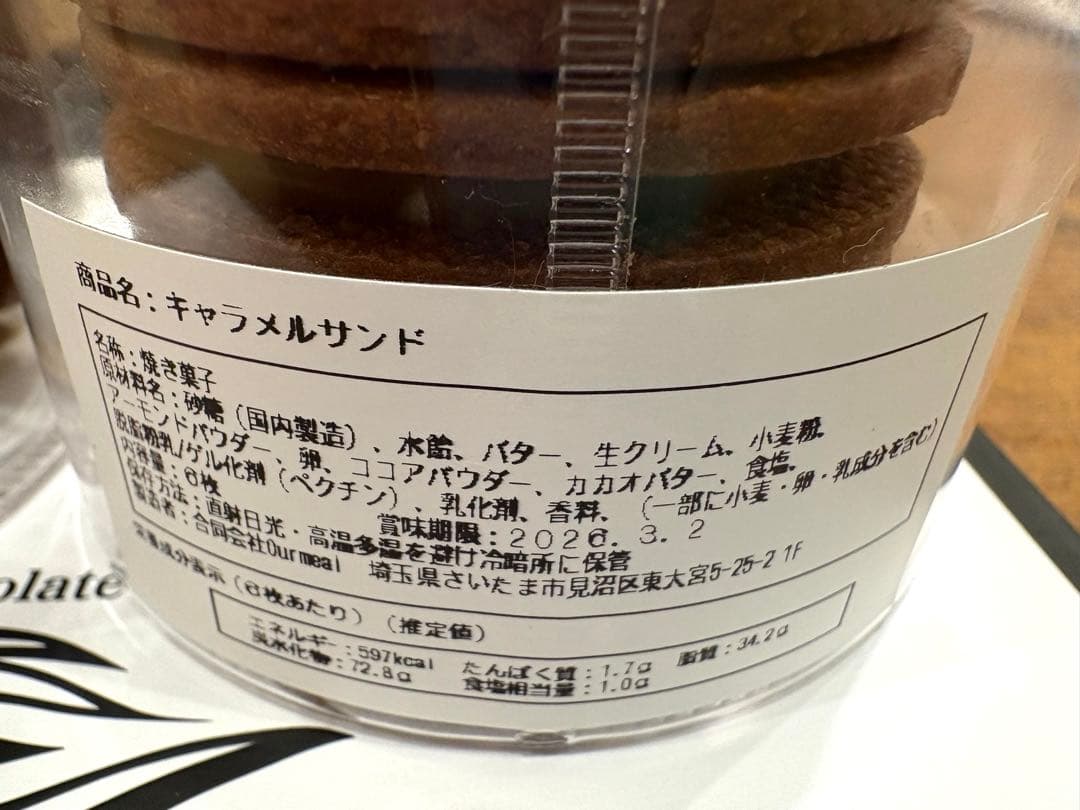 商品名：キャラメルサンド
名称：焼き菓子
原材料名：砂糖（国内製造）、水飴、バター、生クリーム、小麦粉、
アーモンドパウダー、卵、ココアパウダー、カカオバター、食塩、
脱脂粉乳/ゲル化剤（ペクチン）、乳化剤、香料、（一部に小麦・卵・乳成分を含む）
内容量：6枚 賞味期限：2026.3.2
保存方法：直射日光・高温多湿を避け冷暗所に保管
製造者：合同会社Ourmeal 埼玉県さいたま市見沼区東大宮5-25-2 1F
栄養成分表示（6枚あたり）（推定値）
エネルギー：597kcal たんぱく質：1.7g 脂質：34.2g
炭水化物：72.8g 食塩相当量：1.0g
olate